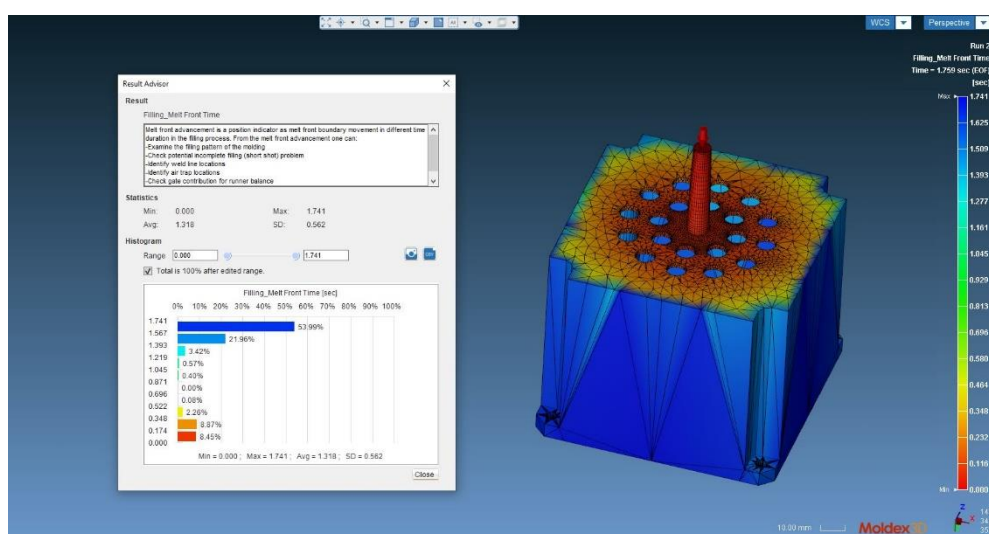 WCS
Perspective
Run 2
Filling_Melt Front Time
Time = 1.759 sec (EOF)
[sec]
Max
1.741
1.625
1.509
1.393
1.277
1.161
1.045
0.929
0.813
0.696
0.580
0.464
0.348
0.232
0.116
Min
0.000
Result Advisor
Result
Filling_Melt Front Time
Melt front advancement is a position indicator as melt front boundary movement in different time
duration in the filling process. From the melt front advancement one can:
-Examine the filling pattern of the molding
-Check potential incomplete filling (short shot) problem
-Identify weld line locations
-Identify air trap locations
-Check gate contribution for runner balance
Statistics
Min: 0.000 Max: 1.741
Avg: 1.318 SD: 0.562
Histogram
Range 0.000 1.741
Total is 100% after edited range.
Filling_Melt Front Time [sec]
0% 10% 20% 30% 40% 50% 60% 70% 80% 90% 100%
1.741
53.99%
1.567
21.96%
1.393
3.42%
1.219
0.57%
1.045
0.40%
0.871
0.00%
0.696
0.08%
0.522
2.26%
0.348
8.87%
0.174
8.45%
0.000
Min = 0.000 ; Max = 1.741 ; Avg = 1.318 ; SD = 0.562
Close
10.00 mm
Moldex3D
Z
X
14
34
35